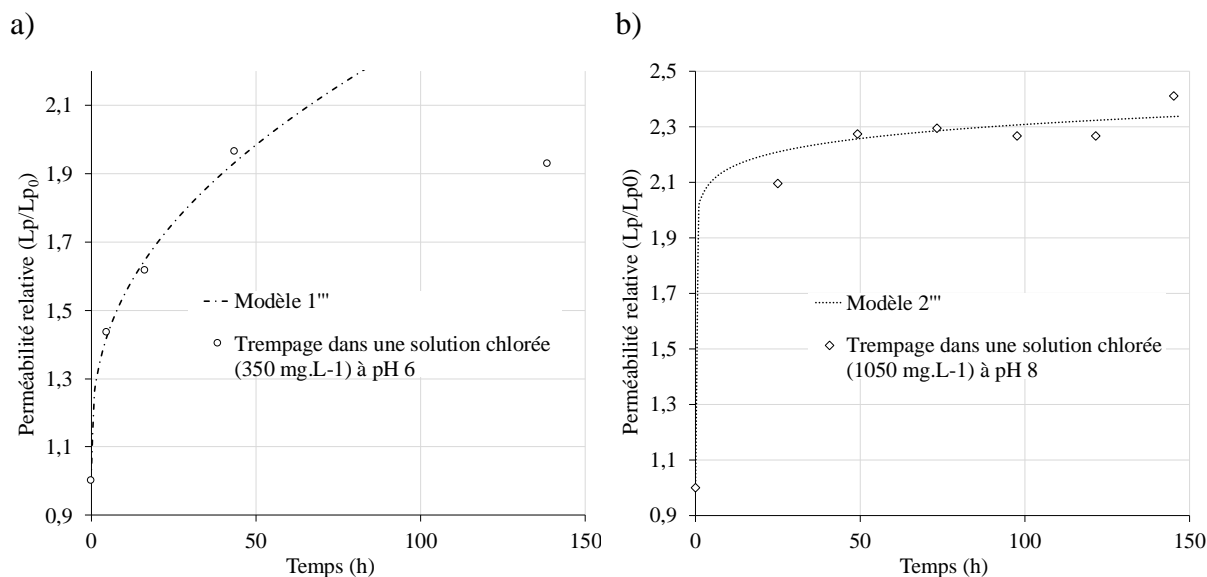 a)
2,1
1,9
1,7
1,5
1,3
1,1
0,9
0
50
100
150
Perméabilité relative (Lp/Lp₀)
Temps (h)
Modèle 1'''
Trempage dans une solution chlorée
(350 mg.L-1) à pH 6
b)
2,5
2,3
2,1
1,9
1,7
1,5
1,3
1,1
0,9
0
50
100
150
Perméabilité relative (Lp/Lp0)
Temps (h)
Modèle 2'''
Trempage dans une solution chlorée
(1050 mg.L-1) à pH 8